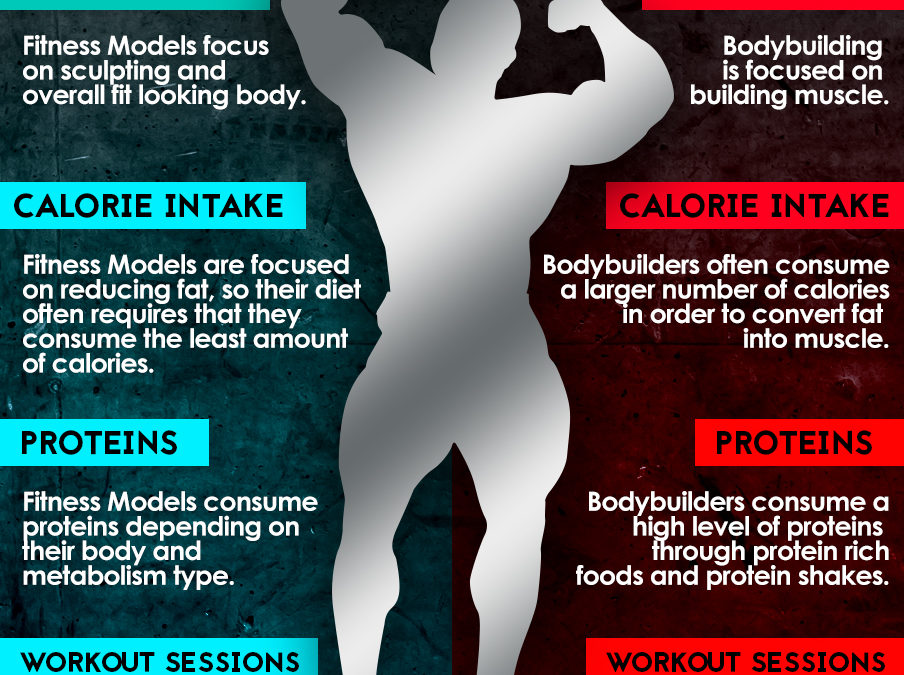 Fitness Models focus
on sculpting and
overall fit looking body.
Bodybuilding
is focused on
building muscle.
CALORIE INTAKE
CALORIE INTAKE
Fitness Models are focused
on reducing fat, so their diet
often requires that they
consume the least amount
of calories.
Bodybuilders often consume
a larger number of calories
in order to convert fat
into muscle.
PROTEINS
PROTEINS
Fitness Models consume
proteins depending on
their body and
metabolism type.
Bodybuilders consume a
high level of proteins
through protein rich
foods and protein shakes.
WORKOUT SESSIONS
WORKOUT SESSIONS